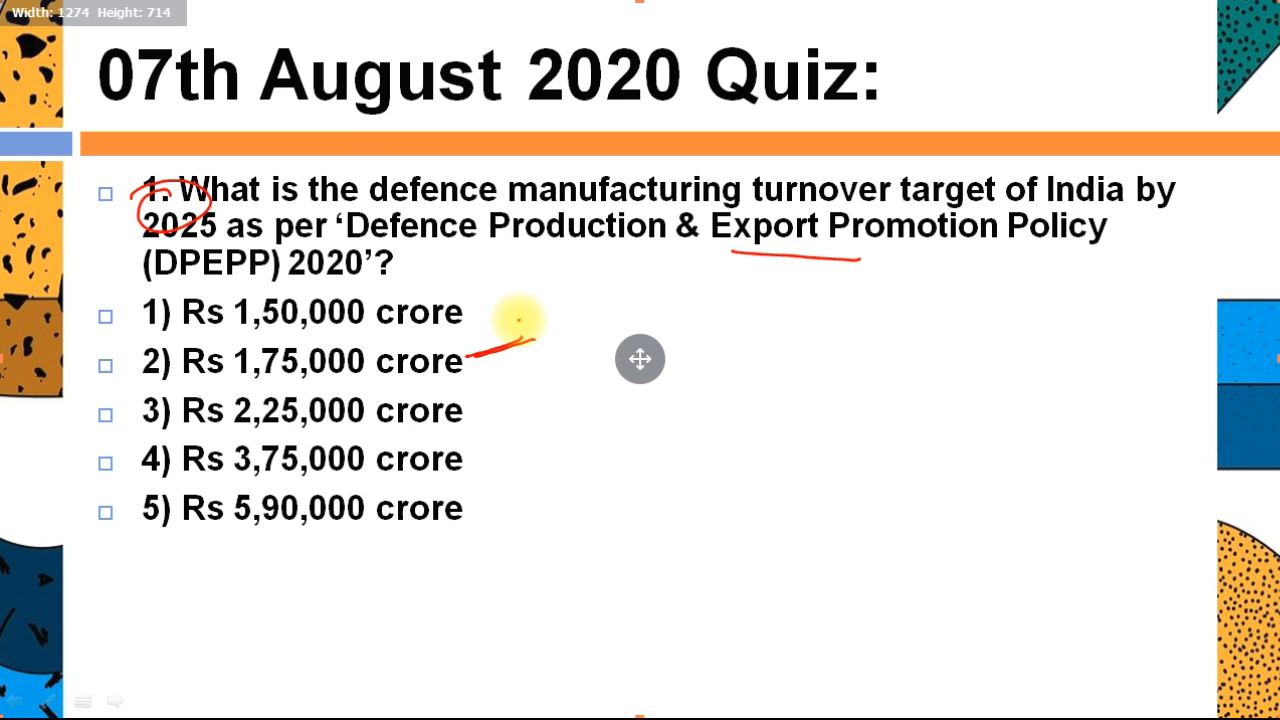 Width: 1274 Height: 714
07th August 2020 Quiz:
1. What is the defence manufacturing turnover target of India by
2025 as per ‘Defence Production & Export Promotion Policy
(DPEPP) 2020’?
1) Rs 1,50,000 crore
2) Rs 1,75,000 crore
3) Rs 2,25,000 crore
4) Rs 3,75,000 crore
5) Rs 5,90,000 crore